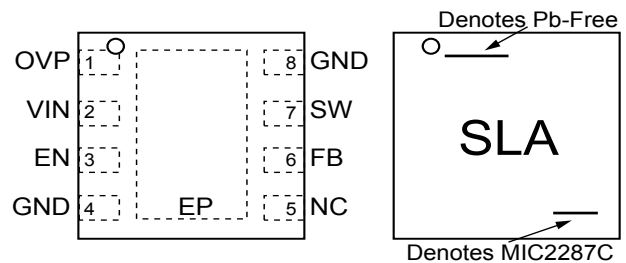 Denotes Pb-Free
OVP 1 8 GND
VIN 2 7 SW
EN 3 6 FB
GND 4 EP 5 NC
SLA
Denotes MIC2287C